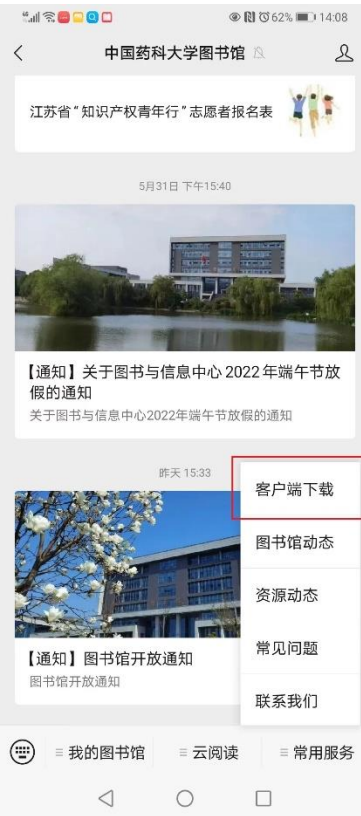 62% 14:08
中国药科大学图书馆
江苏省“知识产权青年行”志愿者报名表
5月31日 下午15:40
【通知】关于图书与信息中心2022年端午节放
假的通知
关于图书与信息中心2022年端午节放假的通知
昨天 15:33
【通知】图书馆开放通知
图书馆开放通知
客户端下载
图书馆动态
资源动态
常见问题
联系我们
我的图书馆
云阅读
常用服务